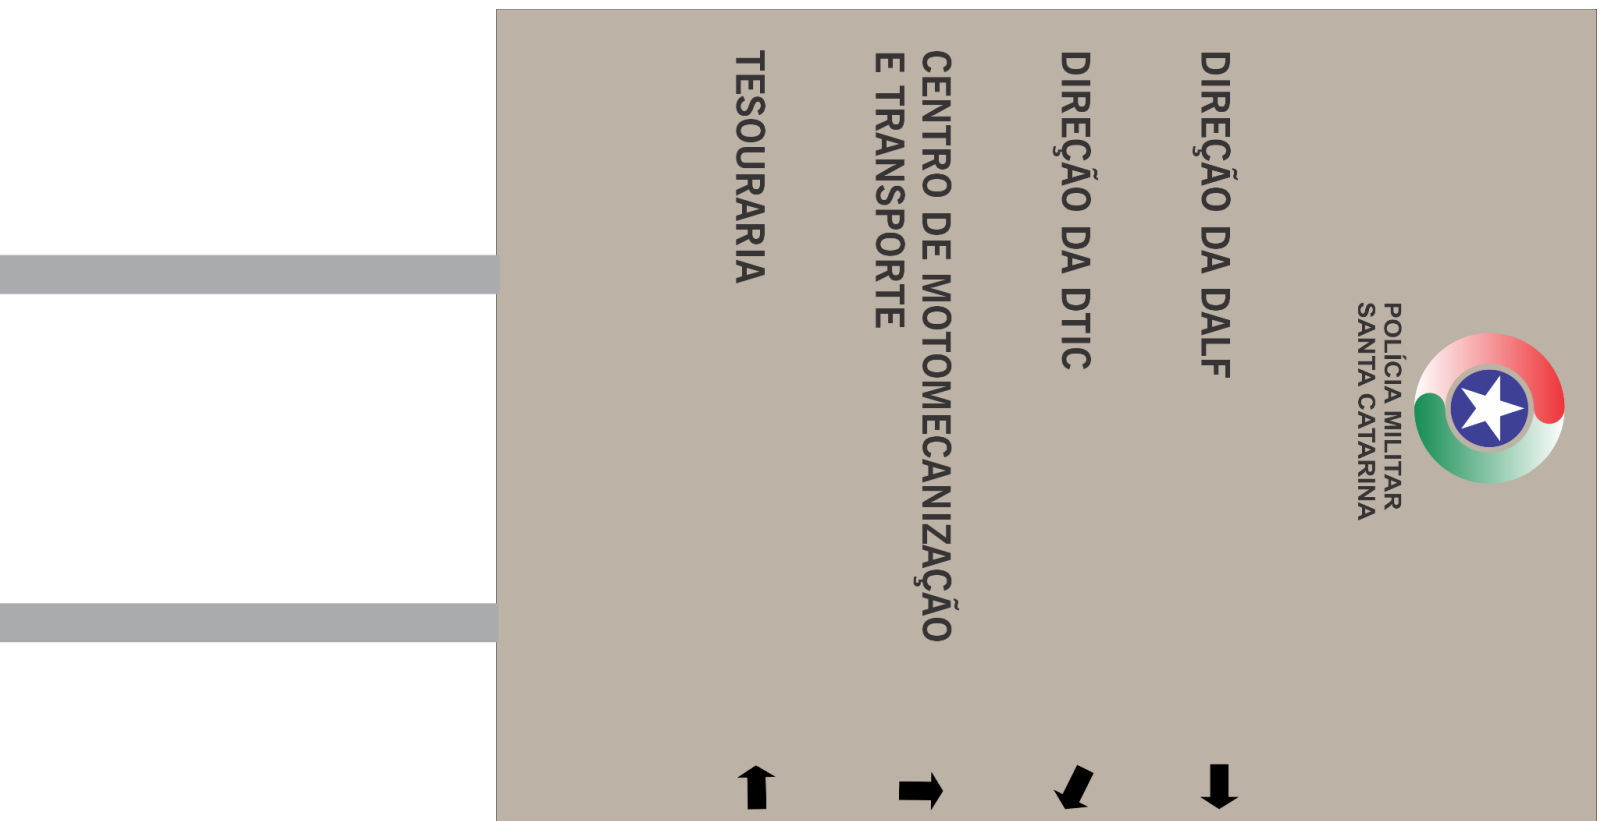 POLÍCIA MILITAR
SANTA CATARINA
DIREÇÃO DA DALF
DIREÇÃO DA DTIC
CENTRO DE MOTOMECANIZAÇÃO
E TRANSPORTE
TESOURARIA